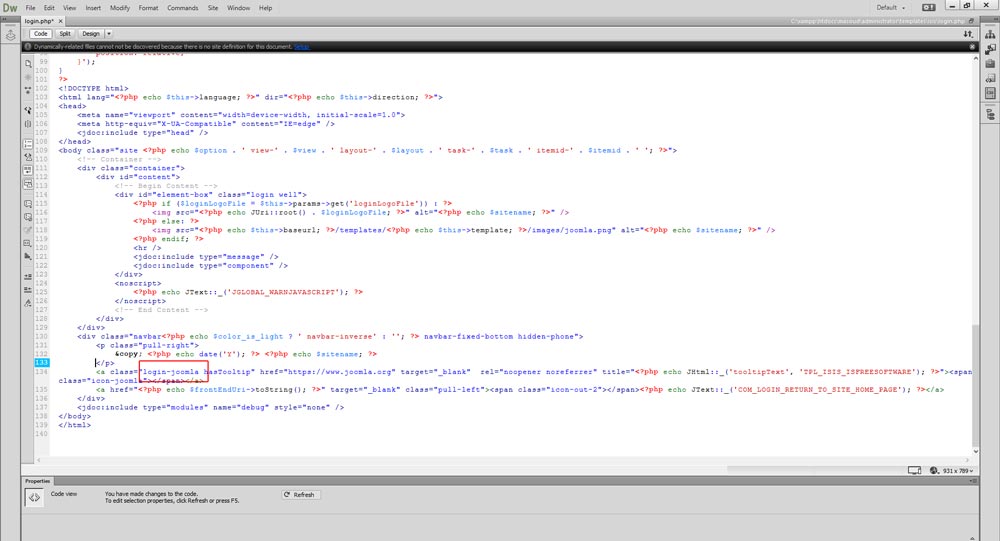 Dw File Edit View Insert Modify Format Commands Site Window Help Default
login.php*
Code Split Design
Dynamically-related files cannot be discovered because there is no site definition for this document. Setup
99 }');
100 }
101 ?>
102 <!DOCTYPE html>
103 <html lang="<?php echo $this->language; ?>" dir="<?php echo $this->direction; ?>">
104 <head>
105 <meta name="viewport" content="width=device-width, initial-scale=1.0">
106 <meta http-equiv="X-UA-Compatible" content="IE=edge" />
107 <jdoc:include type="head" />
108 </head>
109 <body class="site <?php echo $option . ' view-' . $view . ' layout-' . $layout . ' task-' . $task . ' itemid-' . $itemid . ' '; ?>">
110 <!-- Container -->
111 <div class="container">
112 <div id="content">
113 <!-- Begin Content -->
114 <div id="element-box" class="login well">
115 <?php if ($loginLogoFile = $this->params->get('loginLogoFile')) : ?>
116 <img src="<?php echo JUri::root() . $loginLogoFile; ?>" alt="<?php echo $sitename; ?>" />
117 <?php else: ?>
118 <img src="<?php echo $this->baseurl; ?>/templates/<?php echo $this->template; ?>/images/joomla.png" alt="<?php echo $sitename; ?>" />
119 <?php endif; ?>
120 <hr />
121 <jdoc:include type="message" />
122 <jdoc:include type="component" />
123 </div>
124 <noscript>
125 <?php echo JText::_('JGLOBAL_WARNJAVASCRIPT'); ?>
126 </noscript>
127 <!-- End Content -->
128 </div>
129 </div>
130 <div class="navbar<?php echo $color_is_light ? ' navbar-inverse' : ''; ?> navbar-fixed-bottom hidden-phone">
131 <p class="pull-right">
132 &copy; <?php echo date('Y'); ?> <?php echo $sitename; ?>
133 </p>
134 <a class="login-joomla hasTooltip" href="https://www.joomla.org" target="_blank" rel="noopener noreferrer" title="<?php echo JHtml::_('tooltipText', 'TPL_ISIS_ISFREESOFTWARE'); ?>"><span
class="icon-joomla"></span></a>
135 <a href="<?php echo $frontEndUri->toString(); ?>" target="_blank" class="pull-left"><span class="icon-out-2"></span><?php echo JText::_('COM_LOGIN_RETURN_TO_SITE_HOME_PAGE'); ?></a>
136 </div>
137 <jdoc:include type="modules" name="debug" style="none" />
138 </body>
139 </html>
140
931 x 789
Properties
Code view You have made changes to the code. Refresh
To edit selection properties, click Refresh or press F5.